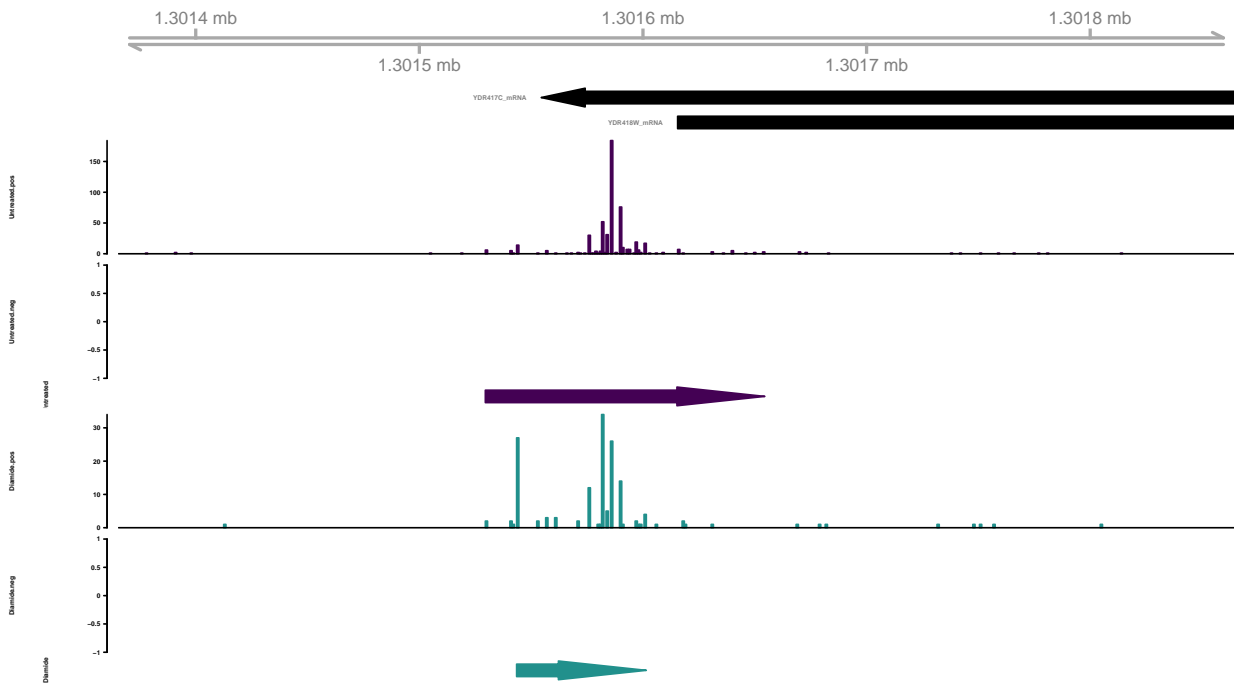 1.3014 mb
1.3016 mb
1.3018 mb
1.3015 mb
1.3017 mb
YDR417C_mRNA
YDR418W_mRNA
Untreated.pos
150
100
50
0
Untreated.neg
1
0.5
0
−0.5
−1
ntreated
Diamide.pos
30
20
10
0
Diamide.neg
1
0.5
0
−0.5
−1
Diamide